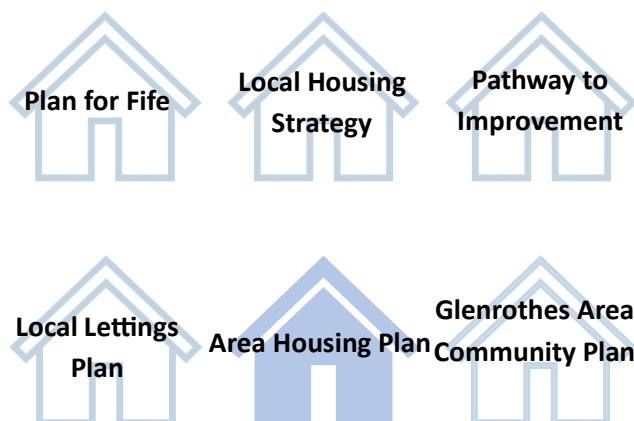 Plan for Fife
Local Housing
Strategy
Pathway to
Improvement
Local Lettings
Plan
Area Housing Plan
Glenrothes Area
Community Plan